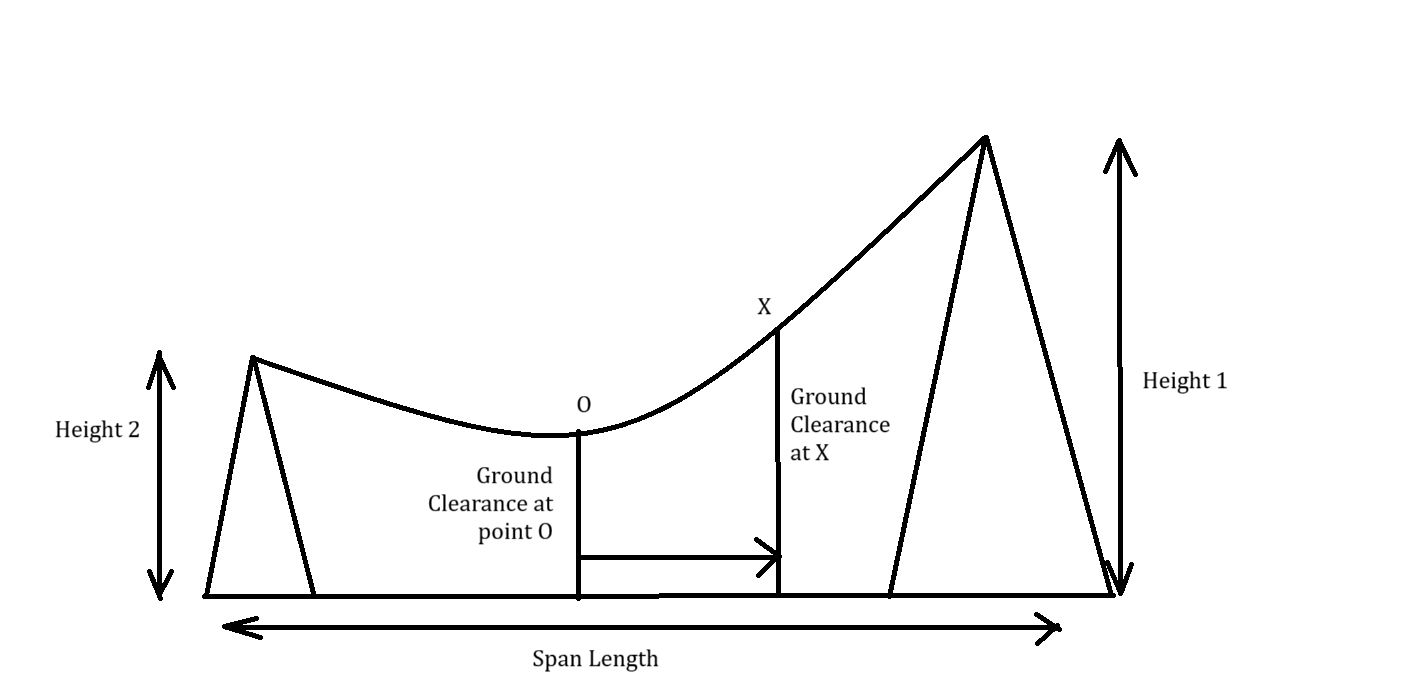 X
Height 1
O
Ground
Clearance
at X
Height 2
Ground
Clearance at
point O
Span Length